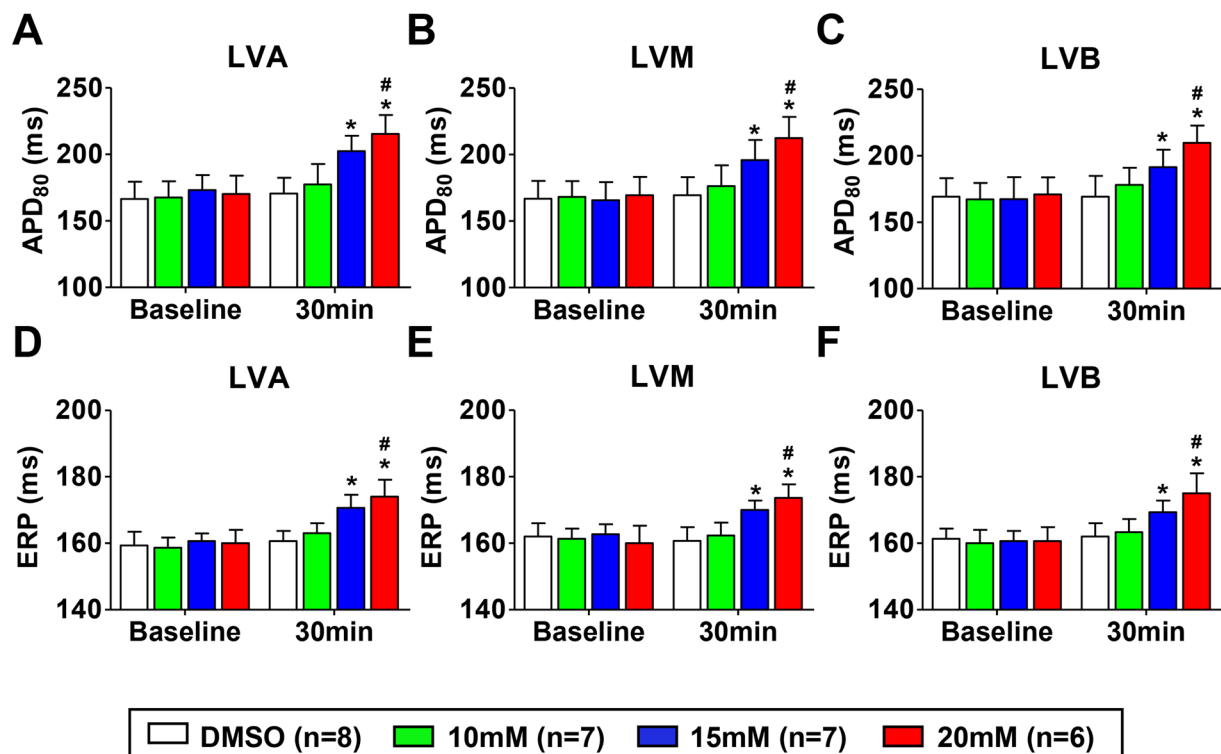 A
LVA
APD80 (ms)
250
200
150
100
* # *
Baseline 30min
B
LVM
APD80 (ms)
250
200
150
100
* # *
Baseline 30min
C
LVB
APD80 (ms)
250
200
150
100
* # *
Baseline 30min
D
LVA
ERP (ms)
200
180
160
140
* # *
Baseline 30min
E
LVM
ERP (ms)
200
180
160
140
* # *
Baseline 30min
F
LVB
ERP (ms)
200
180
160
140
* # *
Baseline 30min
DMSO (n=8) 10mM (n=7) 15mM (n=7) 20mM (n=6)